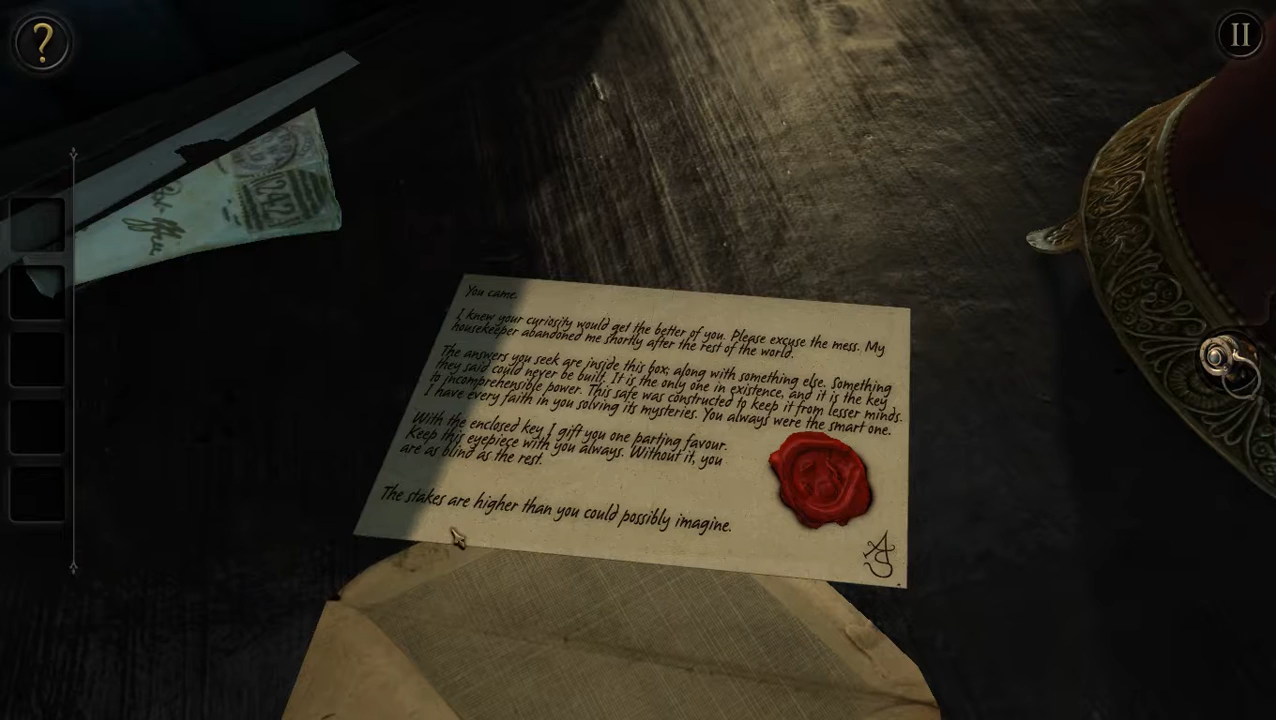 ?
II
Post Office
1242
You came.
I knew your curiosity would get the better of you. Please excuse the mess. My
housekeeper abandoned me shortly after the rest of the world.
The answers you seek are inside this box; along with something else. Something
they said could never be built. It is the only one in existence, and it is the key
to incomprehensible power. This safe was constructed to keep it from lesser minds.
I have every faith in you solving its mysteries. You always were the smart one.
With the enclosed key I gift you one parting favour.
Keep this eyepiece with you always. Without it, you
are as blind as the rest.
The stakes are higher than you could possibly imagine.
AS